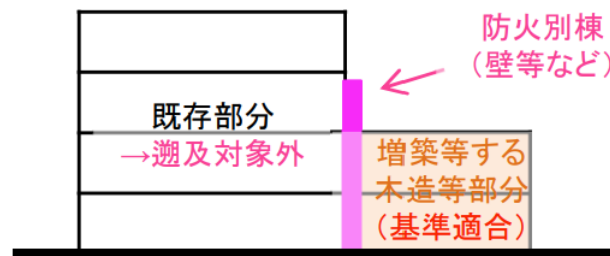 防火別棟
（壁等など）
既存部分
→遡及対象外
増築等する
木造等部分
（基準適合）